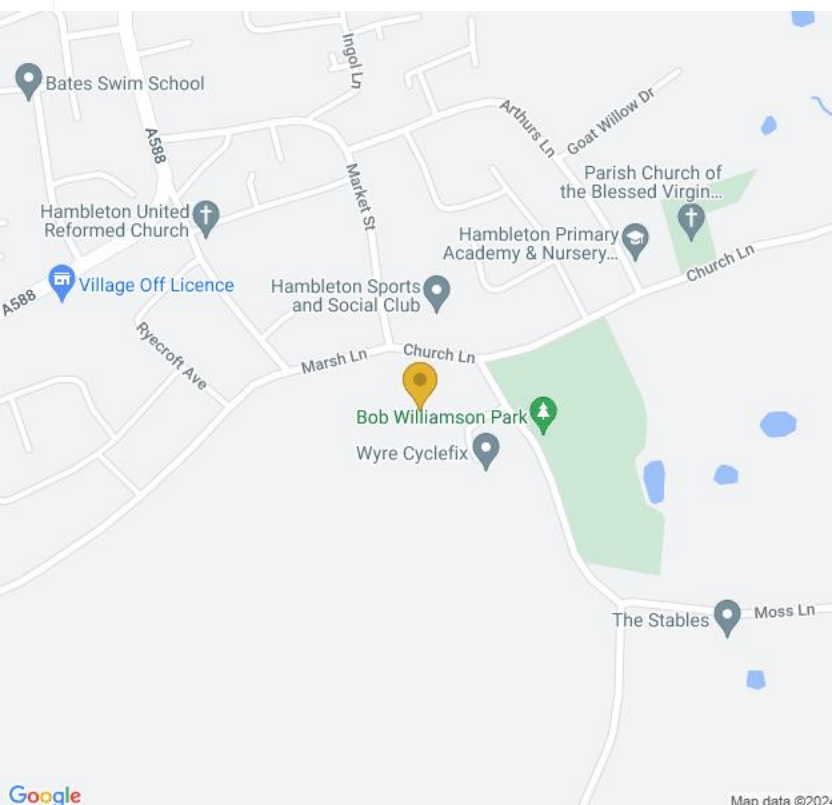 Ingol Ln
Bates Swim School
A588
Arthurs Ln
Goat Willow Dr
Market St
Parish Church of
the Blessed Virgin...
Hambleton United
Reformed Church
Hambleton Primary
Academy & Nursery...
Church Ln
Village Off Licence
Hambleton Sports
and Social Club
A588
Ryecroft Ave
Marsh Ln
Church Ln
Bob Williamson Park
Wyre Cyclefix
The Stables
Moss Ln
Google
Map data ©2024